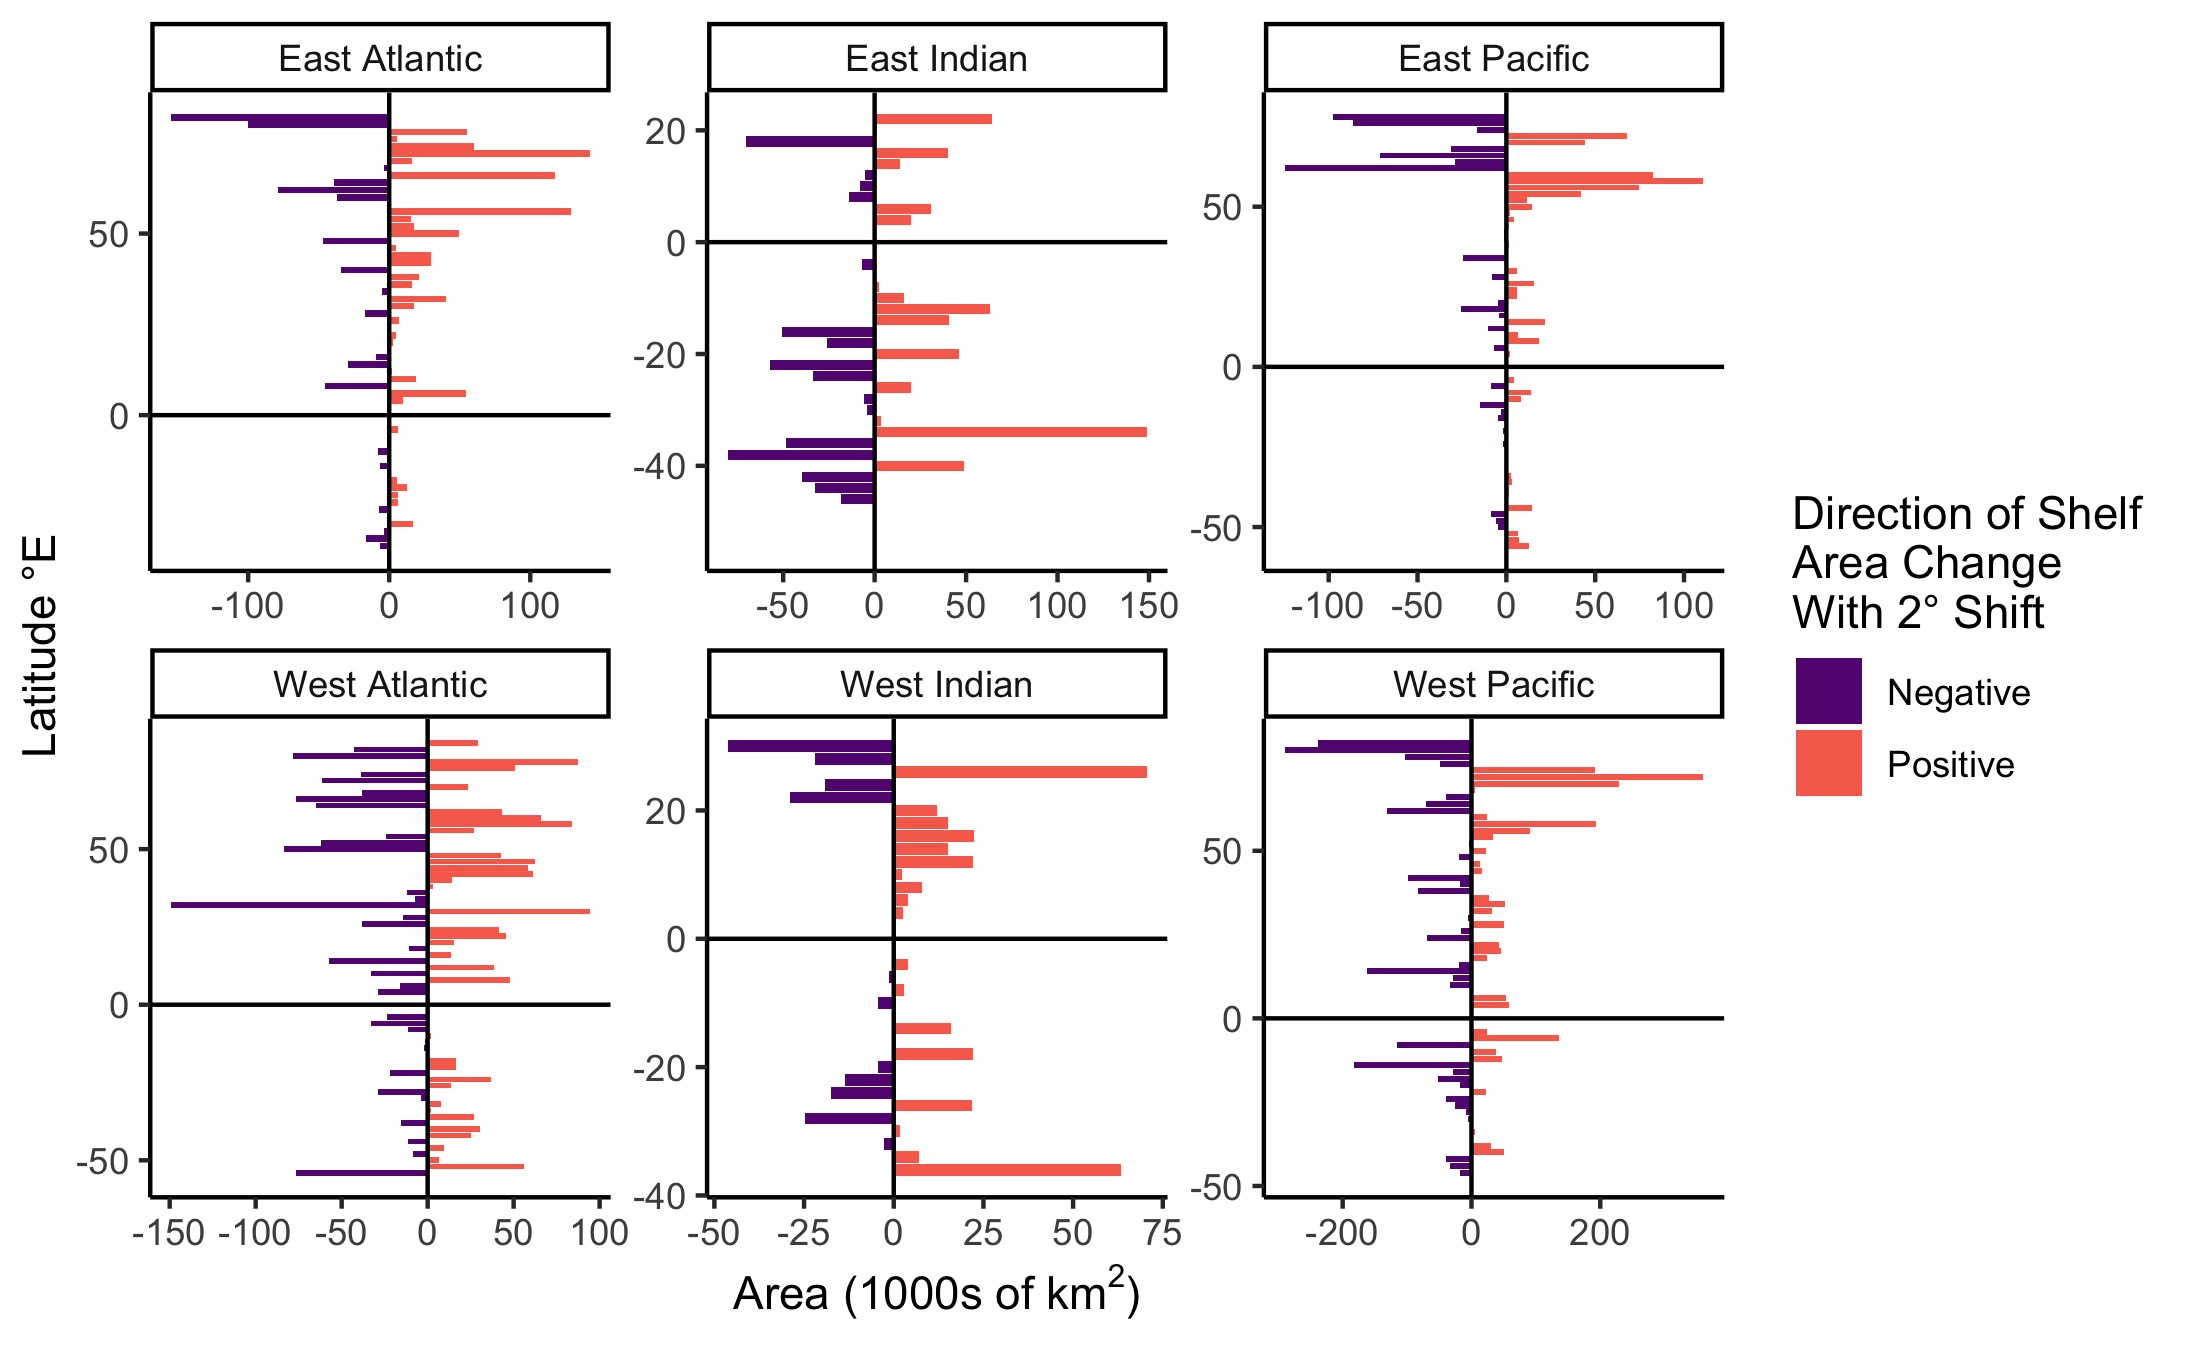 East Atlantic
East Indian
East Pacific
50
0
-100 0 100
20
0
-20
-40
-50 0 50 100 150
50
0
-50
-100 -50 0 50 100
Latitude °E
West Atlantic
West Indian
West Pacific
50
0
-50
-150 -100 -50 0 50 100
20
0
-20
-40
-50 -25 0 25 50 75
50
0
-50
-200 0 200
Area (1000s of km²)
Direction of Shelf
Area Change
With 2° Shift
Negative
Positive